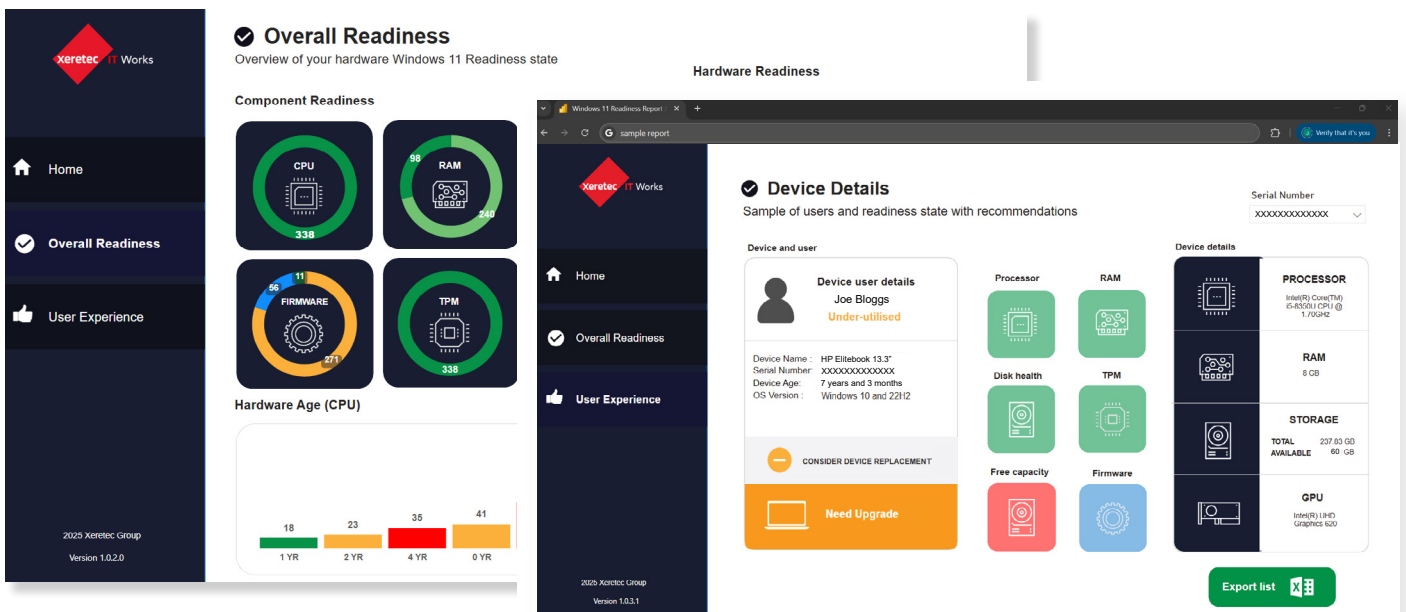 xeretec IT Works
Home
Overall Readiness
User Experience
2025 Xeretec Group
Version 1.0.2.0
Overall Readiness
Overview of your hardware Windows 11 Readiness state
Hardware Readiness
Component Readiness
CPU
338
98
RAM
240
11
56
FIRMWARE
271
TPM
338
Hardware Age (CPU)
18
23
35
41
1 YR
2 YR
4 YR
0 YR
Windows 11 Readiness Report
sample report
Verify that it's you
xeretec IT Works
Home
Overall Readiness
User Experience
2025 Xeretec Group
Version 1.0.3.1
Device Details
Sample of users and readiness state with recommendations
Serial Number
XXXXXXXXXXXXX
Device and user
Device user details
Joe Bloggs
Under-utilised
Device Name : HP Elitebook 13.3"
Serial Number: XXXXXXXXXXXXX
Device Age: 7 years and 3 months
OS Version : Windows 10 and 22H2
CONSIDER DEVICE REPLACEMENT
Need Upgrade
Processor
RAM
Disk health
TPM
Free capacity
Firmware
Device details
PROCESSOR
Intel(R) Core(TM)
i5-8350U CPU @
1.70GHz
RAM
8 GB
STORAGE
TOTAL 237.83 GB
AVAILABLE 60 GB
GPU
Intel(R) UHD
Graphics 620
Export list